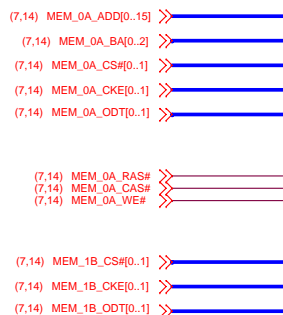 (7,14) MEM_0A_ADD[0..15]
(7,14) MEM_0A_BA[0..2]
(7,14) MEM_0A_CS#[0..1]
(7,14) MEM_0A_CKE[0..1]
(7,14) MEM_0A_ODT[0..1]
(7,14) MEM_0A_RAS#
(7,14) MEM_0A_CAS#
(7,14) MEM_0A_WE#
(7,14) MEM_1B_CS#[0..1]
(7,14) MEM_1B_CKE[0..1]
(7,14) MEM_1B_ODT[0..1]